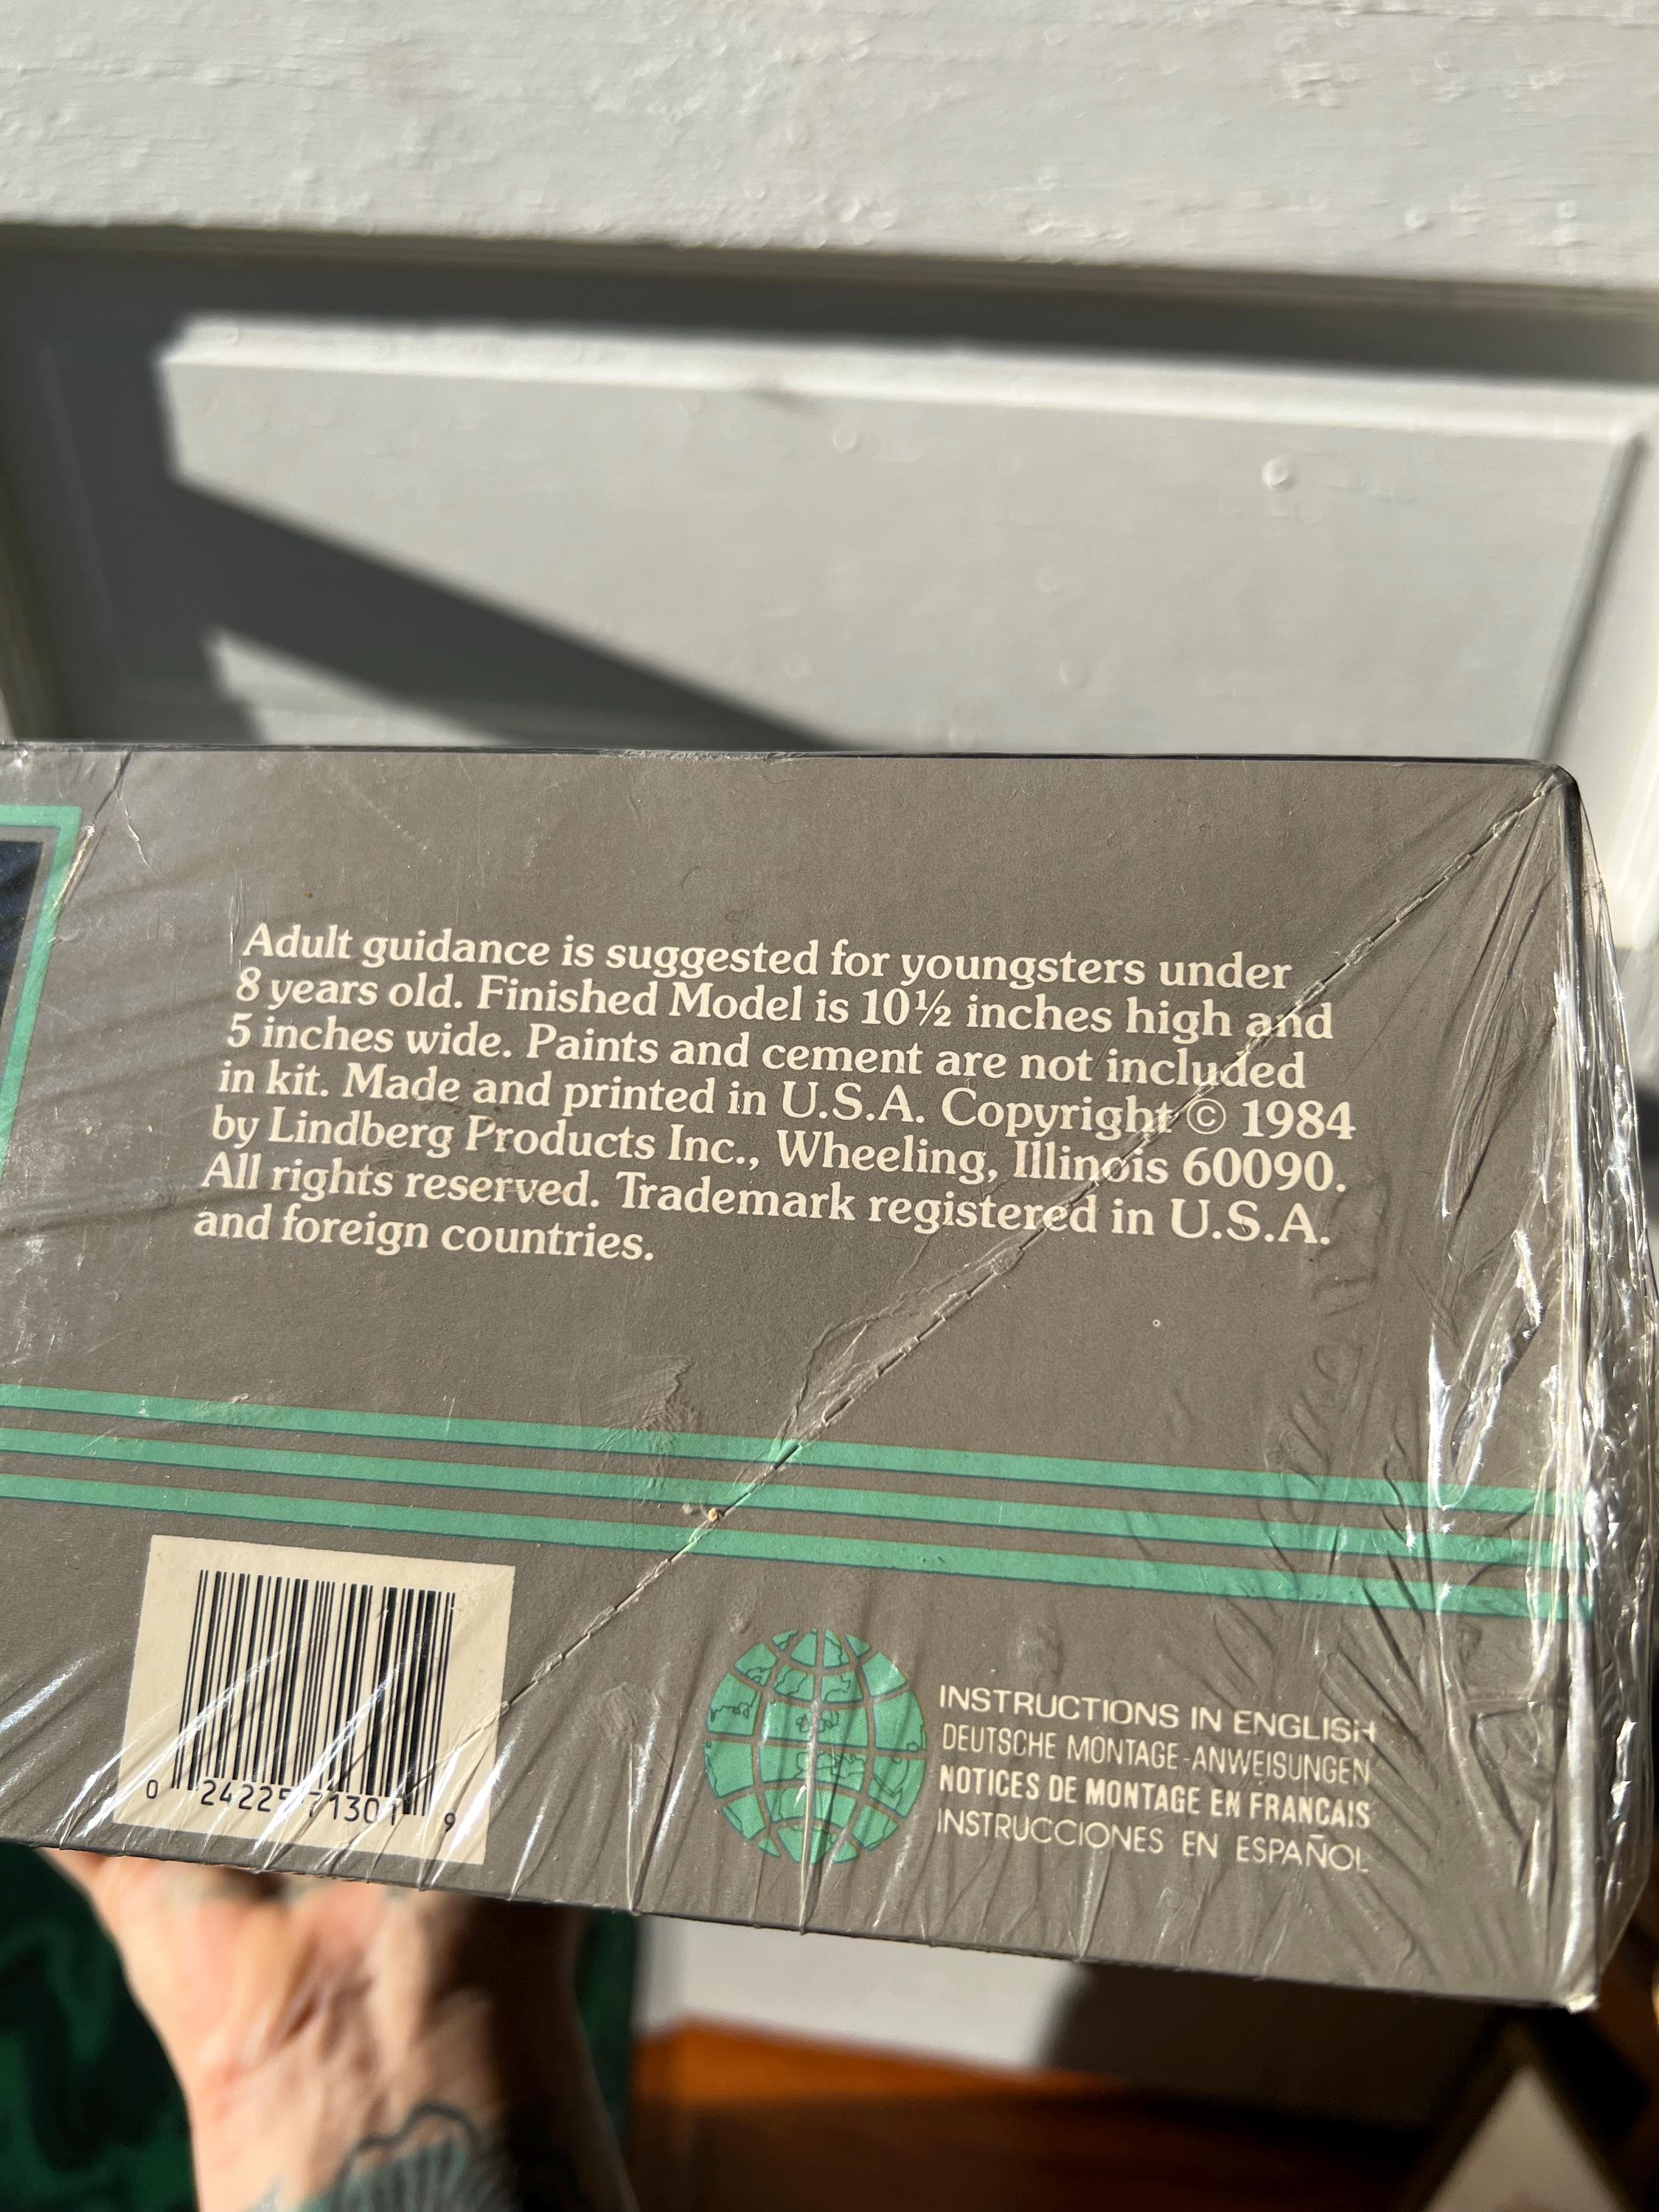 Adult guidance is suggested for youngsters under
8 years old. Finished Model is 10½ inches high and
5 inches wide. Paints and cement are not included
in kit. Made and printed in U.S.A. Copyright © 1984
by Lindberg Products Inc., Wheeling, Illinois 60090.
All rights reserved. Trademark registered in U.S.A.
and foreign countries.
0 24225 71301 9
INSTRUCTIONS IN ENGLISH
DEUTSCHE MONTAGE-ANWEISUNGEN
NOTICES DE MONTAGE EN FRANCAIS
INSTRUCCIONES EN ESPAÑOL